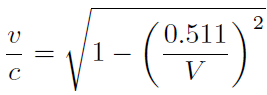 v/c = √(1 − (0.511/V)²)